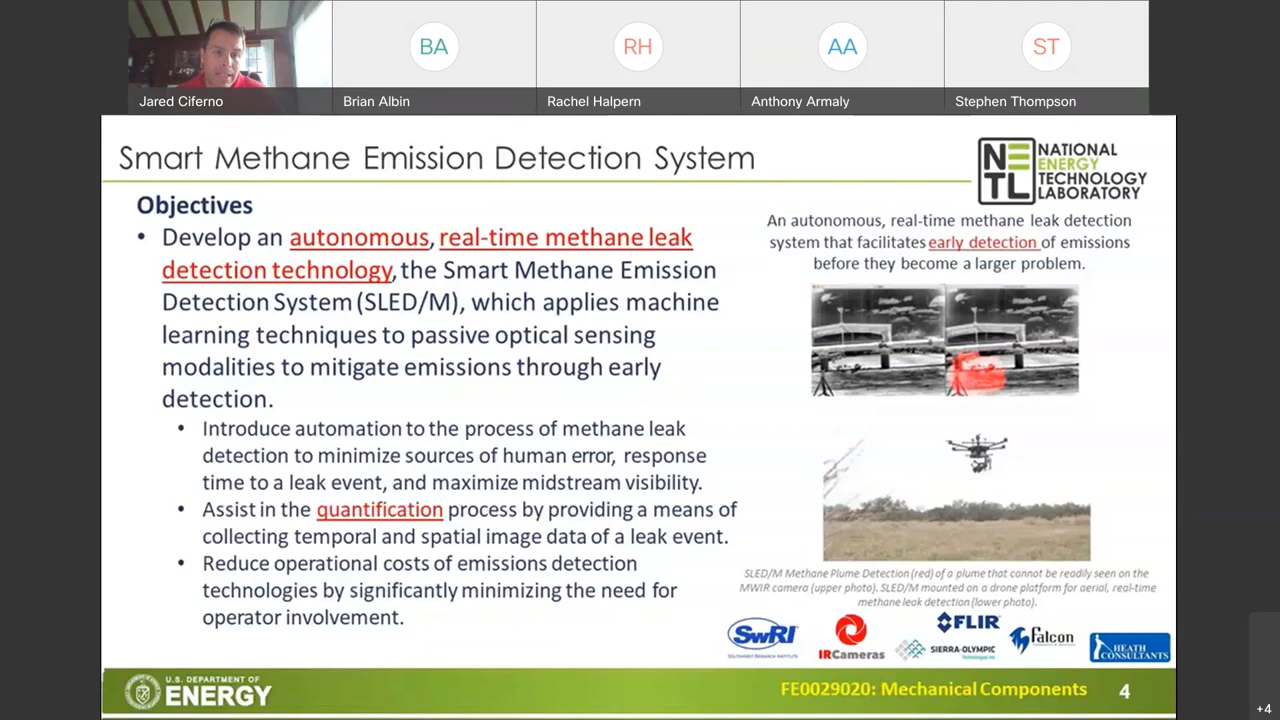 BA
RH
AA
ST
Jared Ciferno
Brian Albin
Rachel Halpern
Anthony Armaly
Stephen Thompson
Smart Methane Emission Detection System
NETL
NATIONAL
ENERGY
TECHNOLOGY
LABORATORY
Objectives
• Develop an autonomous, real-time methane leak
detection technology, the Smart Methane Emission
Detection System (SLED/M), which applies machine
learning techniques to passive optical sensing
modalities to mitigate emissions through early
detection.
• Introduce automation to the process of methane leak
detection to minimize sources of human error, response
time to a leak event, and maximize midstream visibility.
• Assist in the quantification process by providing a means of
collecting temporal and spatial image data of a leak event.
• Reduce operational costs of emissions detection
technologies by significantly minimizing the need for
operator involvement.
An autonomous, real-time methane leak detection
system that facilitates early detection of emissions
before they become a larger problem.
SLED/M Methane Plume Detection (red) of a plume that cannot be readily seen on the
MWIR camera (upper photo). SLED/M mounted on a drone platform for aerial, real-time
methane leak detection (lower photo).
SwRI
SOUTHWEST RESEARCH INSTITUTE
IRCameras
FLIR
SIERRA-OLYMPIC
Technologies Inc.
Falcon
HEATH
CONSULTANTS
U.S. DEPARTMENT OF
ENERGY
FE0029020: Mechanical Components
4
+4